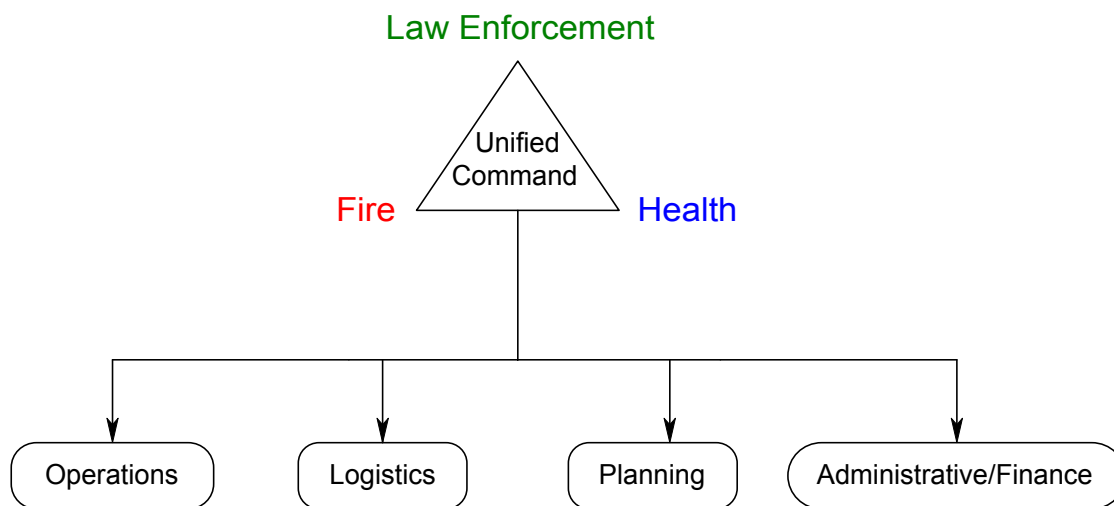 Law Enforcement
Unified
Command
Fire
Health
Operations
Logistics
Planning
Administrative/Finance